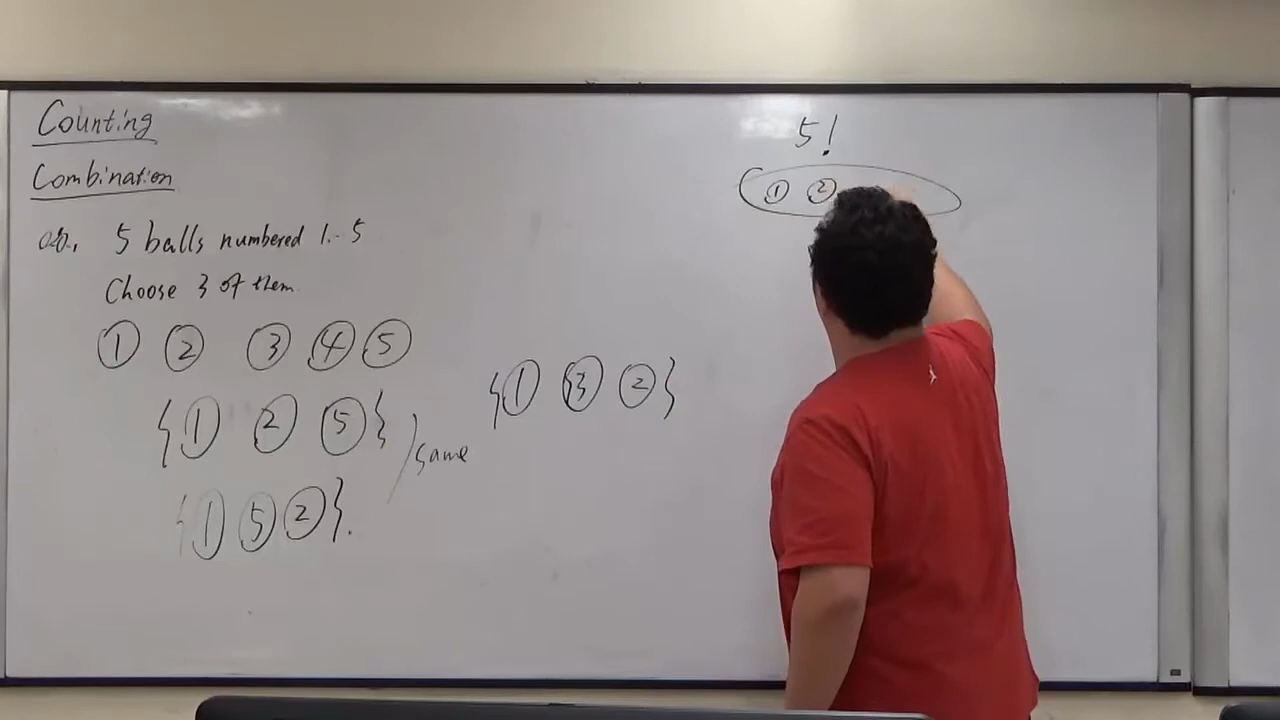 Counting
Combination
5 balls numbered 1..5
Choose 3 of them.
① ② ③ ④ ⑤
{① ② ⑤}
same
{① ⑤ ②}.
{① ③ ②}
5!
① ②